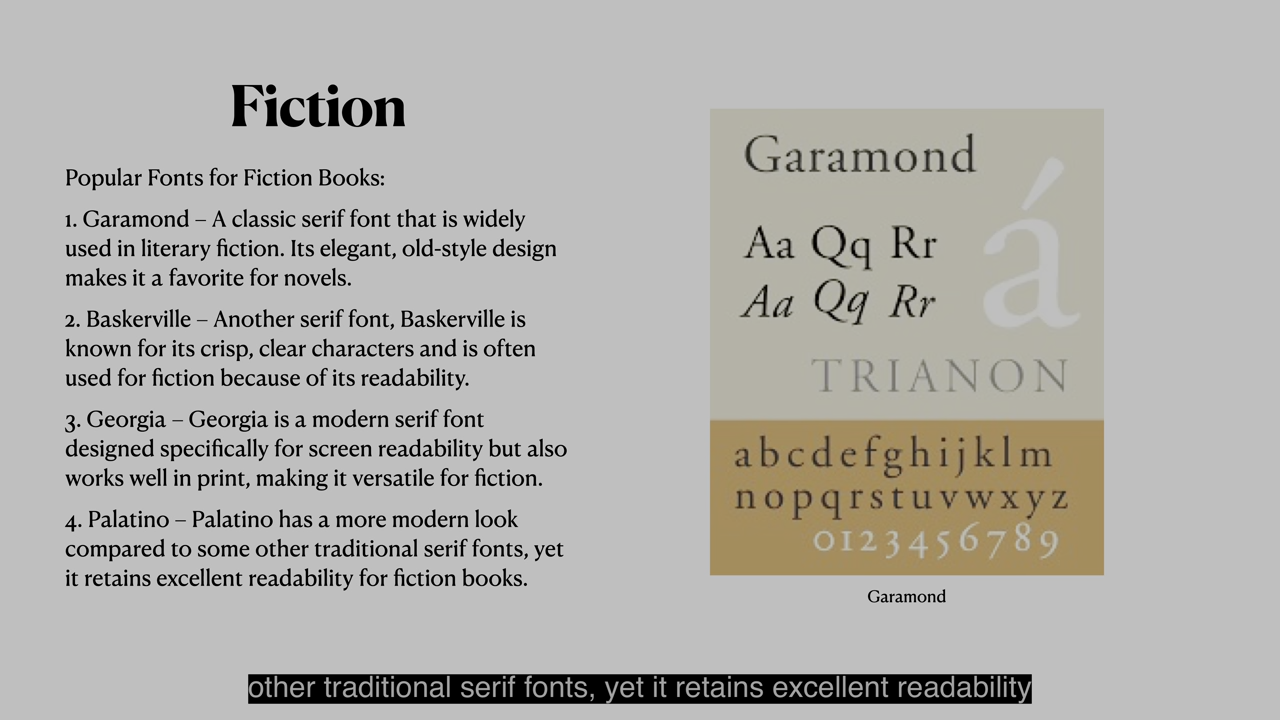 Fiction
Popular Fonts for Fiction Books:
1. Garamond – A classic serif font that is widely
used in literary fiction. Its elegant, old-style design
makes it a favorite for novels.
2. Baskerville – Another serif font, Baskerville is
known for its crisp, clear characters and is often
used for fiction because of its readability.
3. Georgia – Georgia is a modern serif font
designed specifically for screen readability but also
works well in print, making it versatile for fiction.
4. Palatino – Palatino has a more modern look
compared to some other traditional serif fonts, yet
it retains excellent readability for fiction books.
Garamond
Aa Qq Rr
Aa Qq Rr
á
TRIANON
abcdefghijklm
nopqrstuvwxyz
0123456789
Garamond
other traditional serif fonts, yet it retains excellent readability